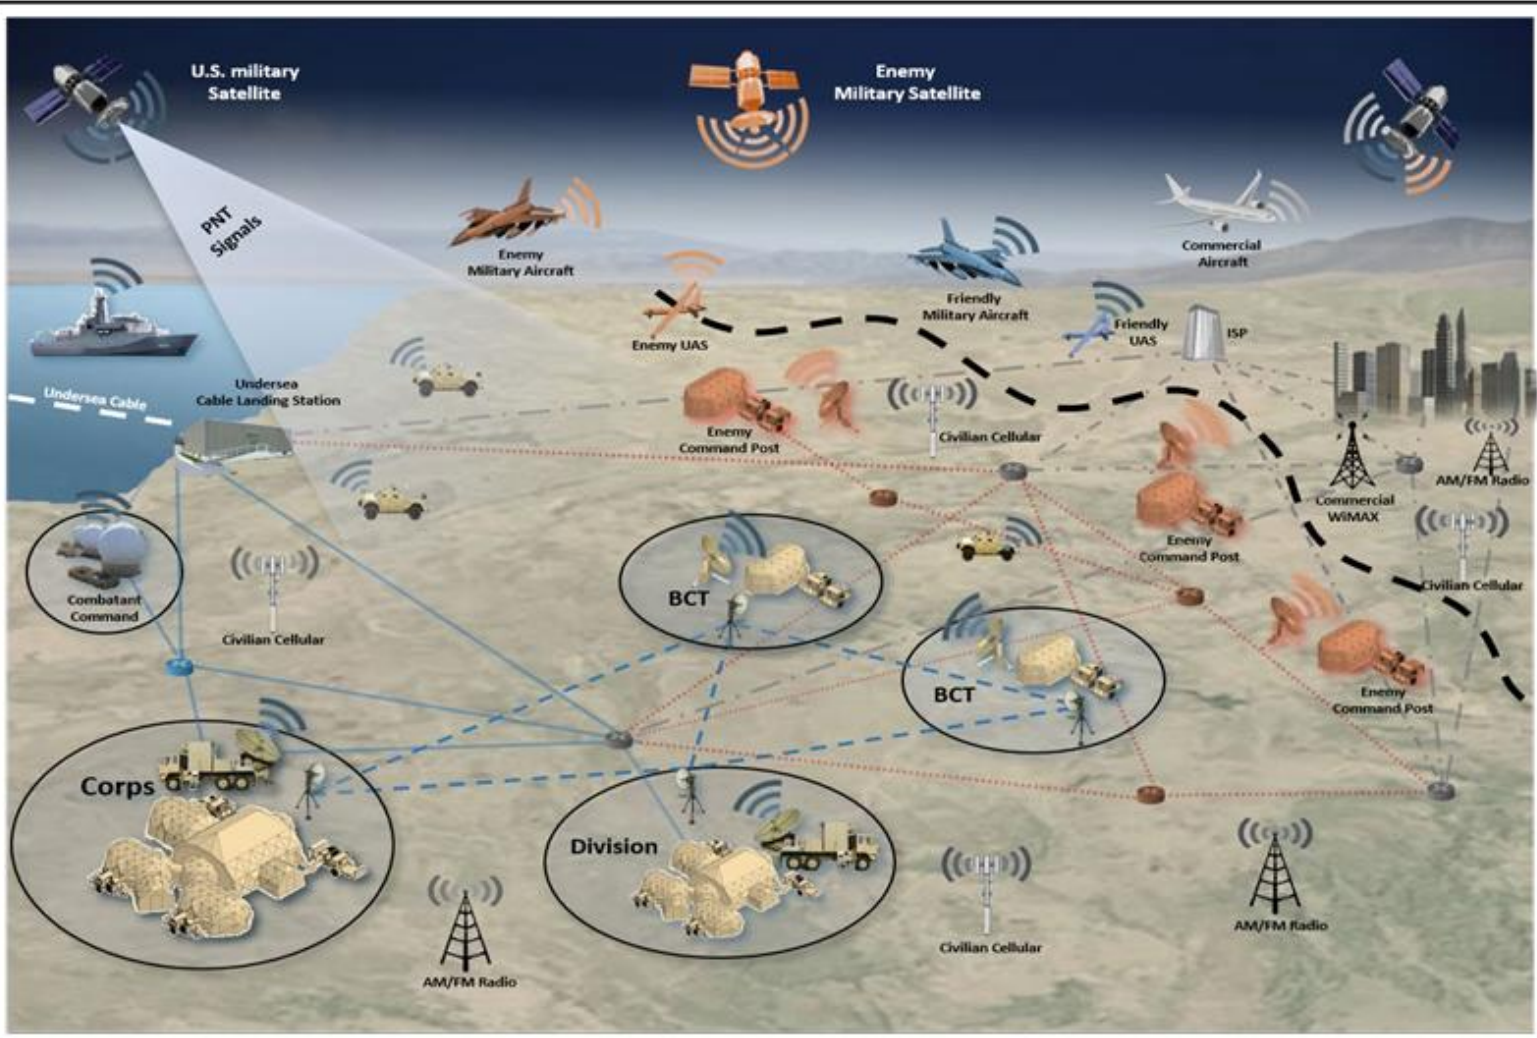 U.S. military
Satellite
Enemy
Military Satellite
PNT
Signals
Enemy
Military Aircraft
Commercial
Aircraft
Friendly
Military Aircraft
Enemy UAS
Friendly
UAS
ISP
Undersea Cable
Undersea
Cable Landing Station
Enemy
Command Post
Civilian Cellular
Commercial
WiMAX
AM/FM Radio
Enemy
Command Post
Civilian Cellular
Combatant
Command
Civilian Cellular
BCT
BCT
Enemy
Command Post
Corps
Division
AM/FM Radio
Civilian Cellular
AM/FM Radio